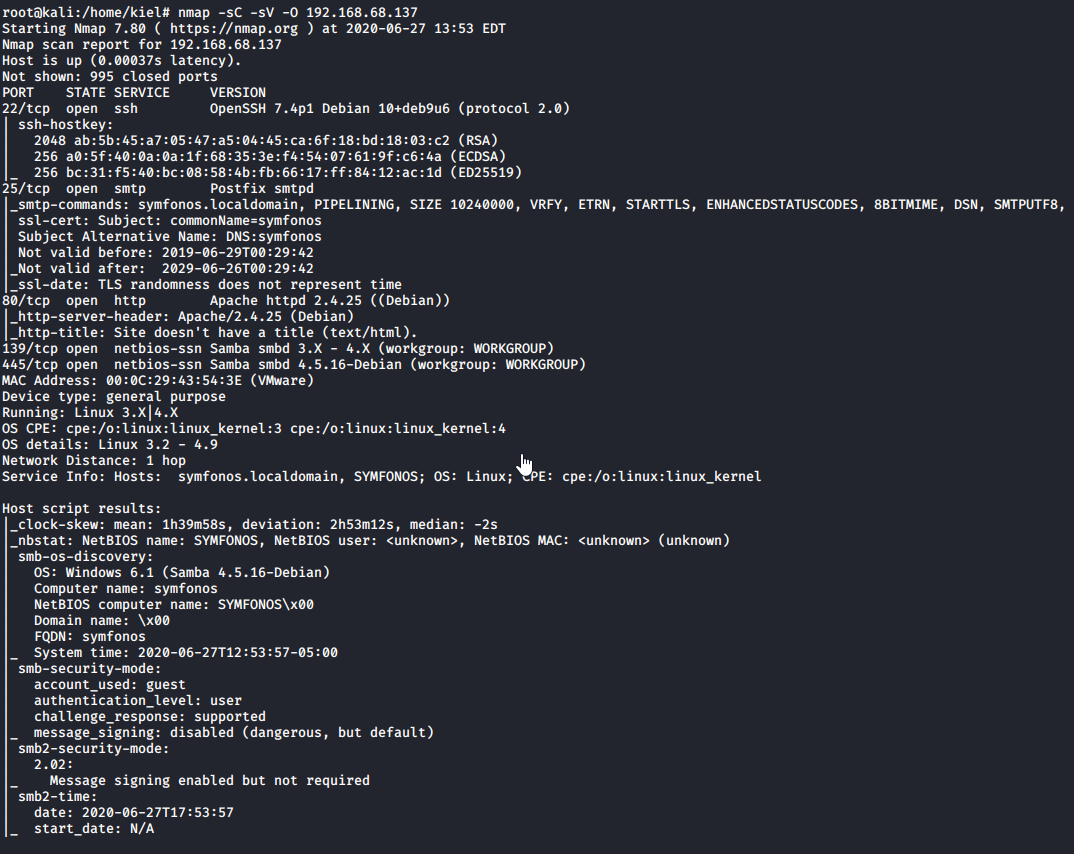 root@kali:/home/kiel# nmap -sC -sV -O 192.168.68.137
Starting Nmap 7.80 ( https://nmap.org ) at 2020-06-27 13:53 EDT
Nmap scan report for 192.168.68.137
Host is up (0.00037s latency).
Not shown: 995 closed ports
PORT    STATE SERVICE     VERSION
22/tcp  open  ssh         OpenSSH 7.4p1 Debian 10+deb9u6 (protocol 2.0)
| ssh-hostkey:
|   2048 ab:5b:45:a7:05:47:a5:04:45:ca:6f:18:bd:18:03:c2 (RSA)
|   256 a0:5f:40:0a:0a:1f:68:35:3e:f4:54:07:61:9f:c6:4a (ECDSA)
|_  256 bc:31:f5:40:bc:08:58:4b:fb:66:17:ff:84:12:ac:1d (ED25519)
25/tcp  open  smtp        Postfix smtpd
|_smtp-commands: symfonos.localdomain, PIPELINING, SIZE 10240000, VRFY, ETRN, STARTTLS, ENHANCEDSTATUSCODES, 8BITMIME, DSN, SMTPUTF8,
| ssl-cert: Subject: commonName=symfonos
| Subject Alternative Name: DNS:symfonos
| Not valid before: 2019-06-29T00:29:42
|_Not valid after:  2029-06-26T00:29:42
|_ssl-date: TLS randomness does not represent time
80/tcp  open  http        Apache httpd 2.4.25 ((Debian))
|_http-server-header: Apache/2.4.25 (Debian)
|_http-title: Site doesn't have a title (text/html).
139/tcp open  netbios-ssn Samba smbd 3.X - 4.X (workgroup: WORKGROUP)
445/tcp open  netbios-ssn Samba smbd 4.5.16-Debian (workgroup: WORKGROUP)
MAC Address: 00:0C:29:43:54:3E (VMware)
Device type: general purpose
Running: Linux 3.X|4.X
OS CPE: cpe:/o:linux:linux_kernel:3 cpe:/o:linux:linux_kernel:4
OS details: Linux 3.2 - 4.9
Network Distance: 1 hop
Service Info: Hosts:  symfonos.localdomain, SYMFONOS; OS: Linux; CPE: cpe:/o:linux:linux_kernel

Host script results:
|_clock-skew: mean: 1h39m58s, deviation: 2h53m12s, median: -2s
|_nbstat: NetBIOS name: SYMFONOS, NetBIOS user: <unknown>, NetBIOS MAC: <unknown> (unknown)
| smb-os-discovery:
|   OS: Windows 6.1 (Samba 4.5.16-Debian)
|   Computer name: symfonos
|   NetBIOS computer name: SYMFONOS\x00
|   Domain name: \x00
|   FQDN: symfonos
|_  System time: 2020-06-27T12:53:57-05:00
| smb-security-mode:
|   account_used: guest
|   authentication_level: user
|   challenge_response: supported
|_  message_signing: disabled (dangerous, but default)
| smb2-security-mode:
|   2.02:
|_    Message signing enabled but not required
| smb2-time:
|   date: 2020-06-27T17:53:57
|_  start_date: N/A